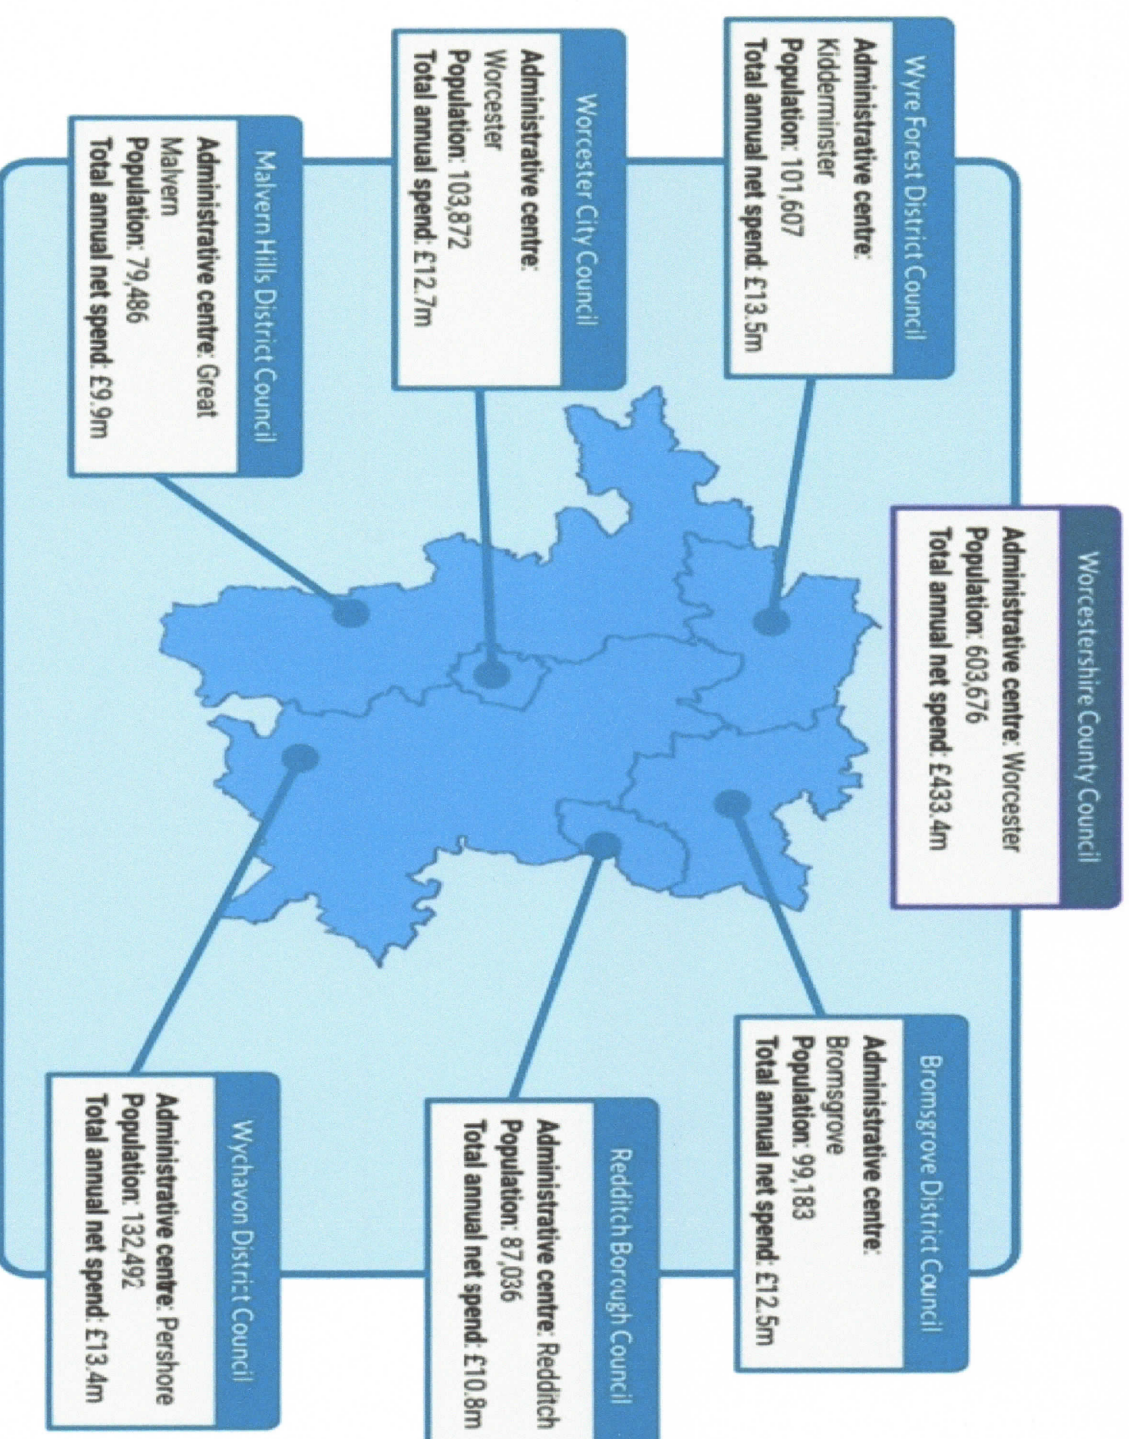 Worcestershire County Council
Administrative centre: Worcester
Population: 603,676
Total annual net spend: £433.4m
Wyre Forest District Council
Administrative centre:
Kidderminster
Population: 101,607
Total annual net spend: £13.5m
Bromsgrove District Council
Administrative centre:
Bromsgrove
Population: 99,183
Total annual net spend: £12.5m
Worcester City Council
Administrative centre:
Worcester
Population: 103,872
Total annual spend: £12.7m
Redditch Borough Council
Administrative centre: Redditch
Population: 87,036
Total annual net spend: £10.8m
Malvern Hills District Council
Administrative centre: Great
Malvern
Population: 79,486
Total annual net spend: £9.9m
Wychavon District Council
Administrative centre: Pershore
Population: 132,492
Total annual net spend: £13.4m